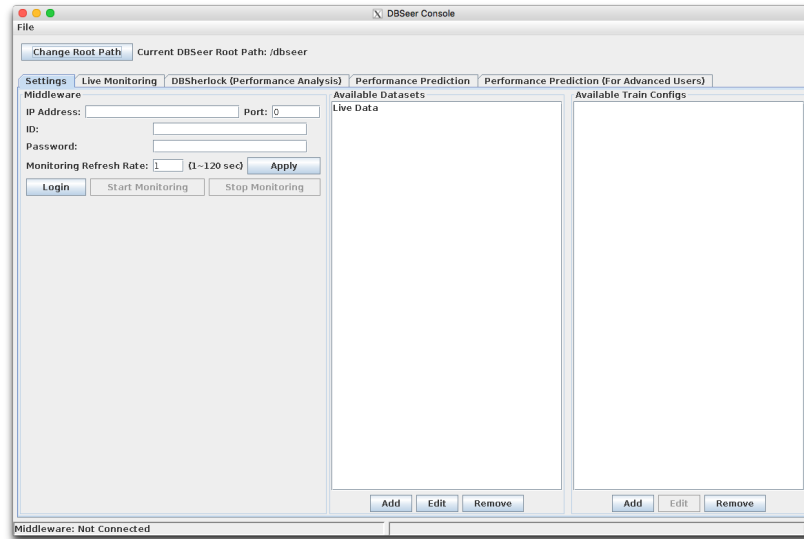 DBSeer Console
File
Change Root Path Current DBSeer Root Path: /dbseer
Settings Live Monitoring DBSherlock (Performance Analysis) Performance Prediction Performance Prediction (For Advanced Users)
Middleware
IP Address: Port: 0
ID:
Password:
Monitoring Refresh Rate: 1 (1~120 sec) Apply
Login Start Monitoring Stop Monitoring
Available Datasets
Live Data
Add Edit Remove
Available Train Configs
Add Edit Remove
Middleware: Not Connected